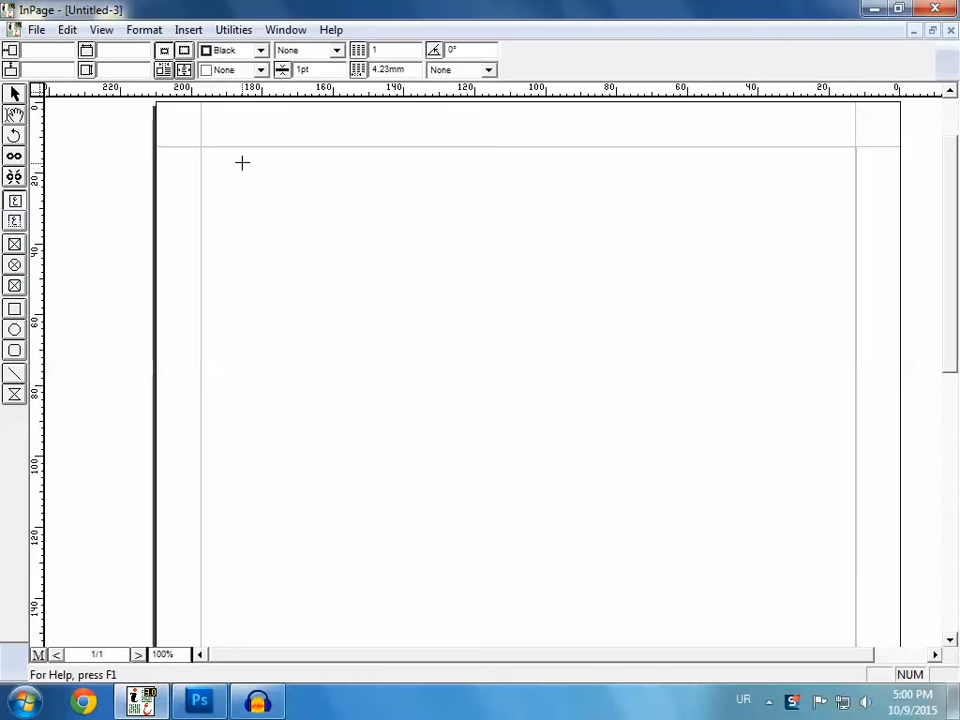 InPage - [Untitled-3]
File Edit View Format Insert Utilities Window Help
Black None 1 0°
None 1pt 4.23mm None
220 200 180 160 140 120 100 80 60 40 20 0
0
20
40
60
80
100
120
140
M < 1/1 > 100%
For Help, press F1
NUM
Ps
UR
5:00 PM
10/9/2015